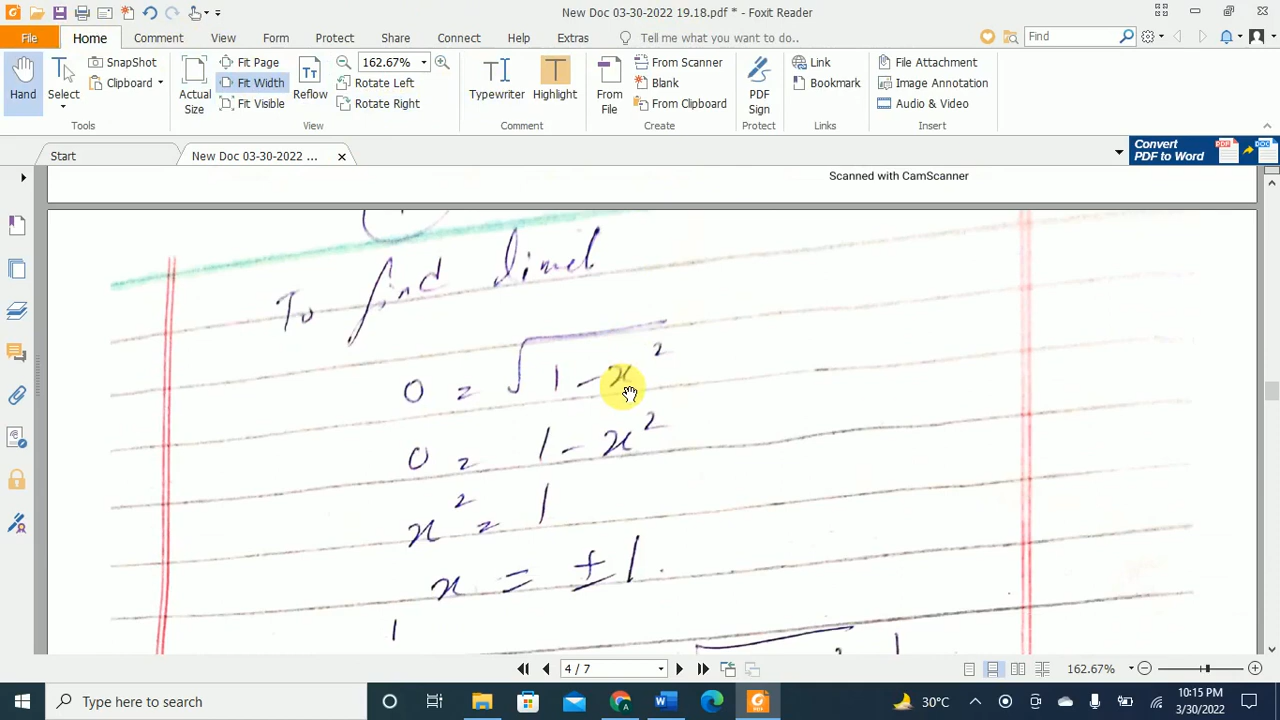 New Doc 03-30-2022 19.18.pdf * - Foxit Reader
File Home Comment View Form Protect Share Connect Help Extras Tell me what you want to do... Find
Hand
Select
SnapShot
Clipboard
Tools
Actual Size
Fit Page
Fit Width
Fit Visible
Reflow
162.67%
Rotate Left
Rotate Right
View
Typewriter
Highlight
Comment
From File
From Scanner
Blank
From Clipboard
Create
PDF Sign
Protect
Link
Bookmark
Links
File Attachment
Image Annotation
Audio & Video
Insert
Start
New Doc 03-30-2022 ...
Convert
PDF to Word
Scanned with CamScanner
To find limit
0 = √1 - x²
0 = 1 - x²
x² = 1
x = ±1.
1
4 / 7
162.67%
Type here to search
30°C
10:15 PM
3/30/2022